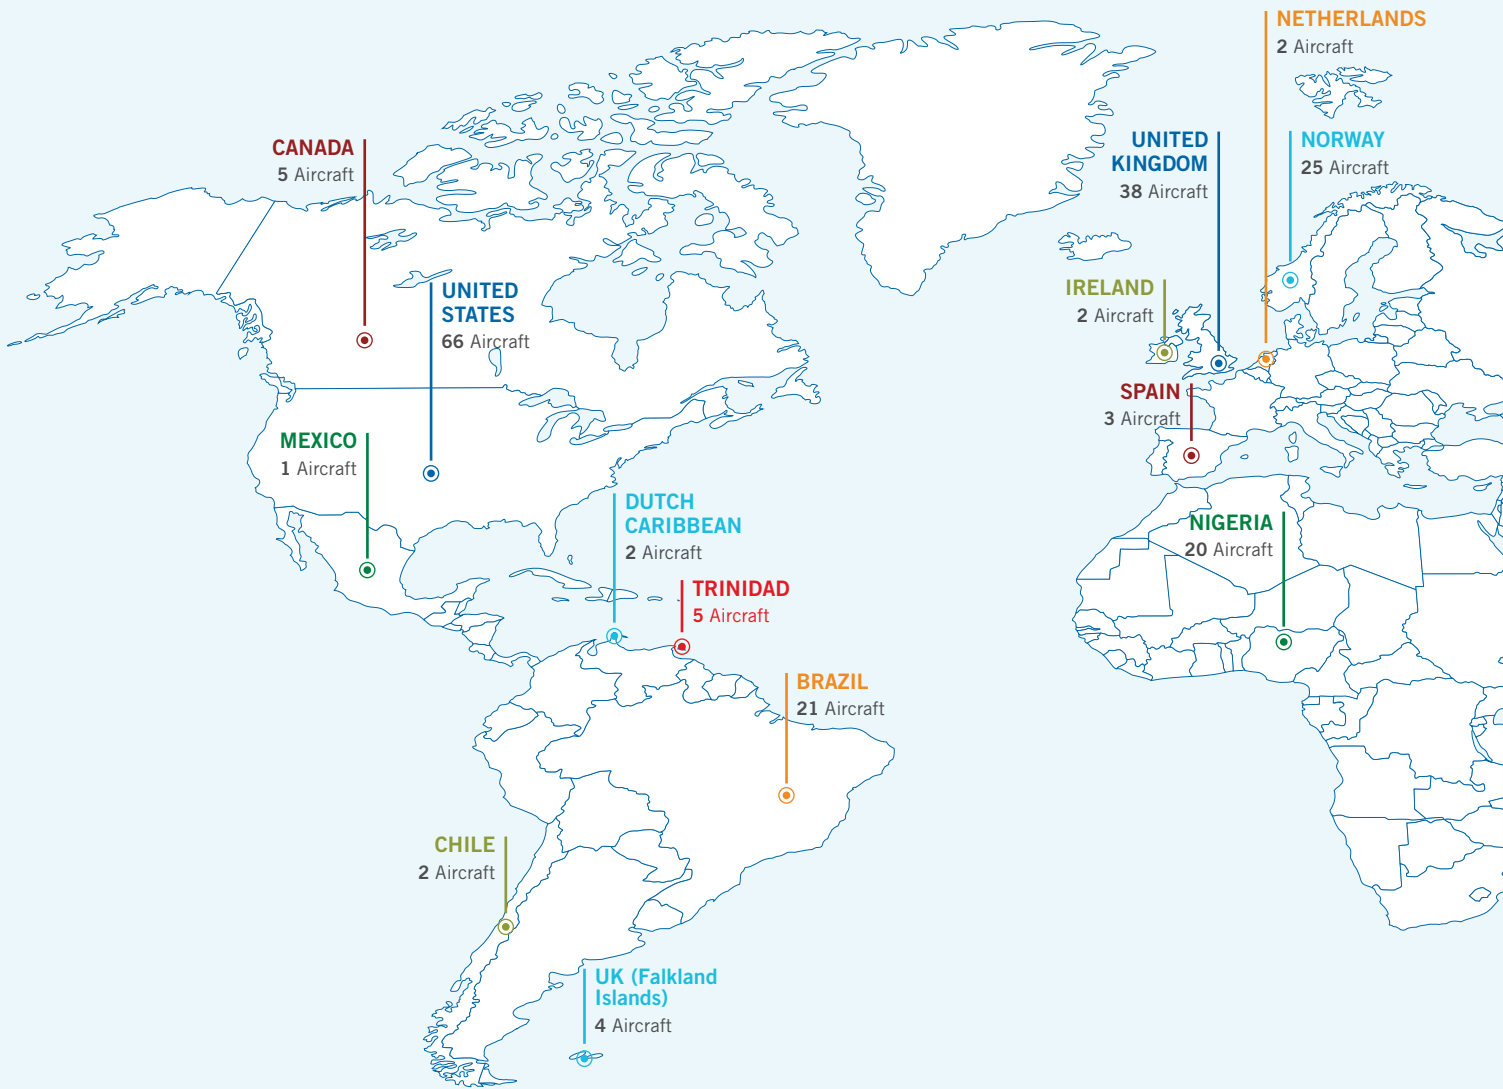 NETHERLANDS
2 Aircraft
CANADA
5 Aircraft
UNITED
KINGDOM
38 Aircraft
NORWAY
25 Aircraft
UNITED
STATES
66 Aircraft
IRELAND
2 Aircraft
SPAIN
3 Aircraft
MEXICO
1 Aircraft
DUTCH
CARIBBEAN
2 Aircraft
NIGERIA
20 Aircraft
TRINIDAD
5 Aircraft
BRAZIL
21 Aircraft
CHILE
2 Aircraft
UK (Falkland
Islands)
4 Aircraft